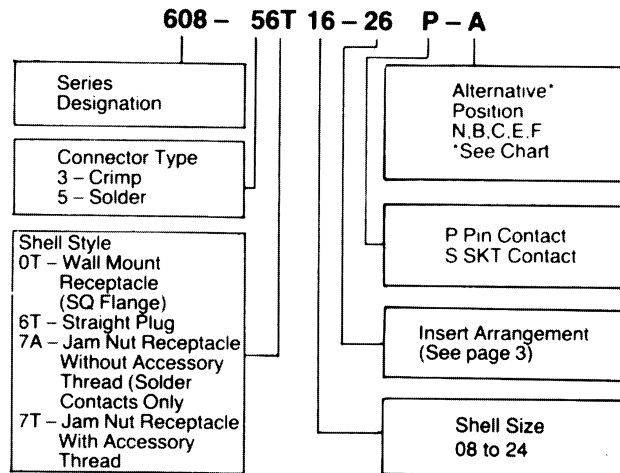 608 – 56T 16 – 26 P – A
Series
Designation
Connector Type
3 – Crimp
5 – Solder
Shell Style
0T – Wall Mount
Receptacle
(SQ Flange)
6T – Straight Plug
7A – Jam Nut Receptacle
Without Accessory
Thread (Solder
Contacts Only
7T – Jam Nut Receptacle
With Accessory
Thread
Alternative*
Position
N,B,C,E,F
*See Chart
P Pin Contact
S SKT Contact
Insert Arrangement
(See page 3)
Shell Size
08 to 24